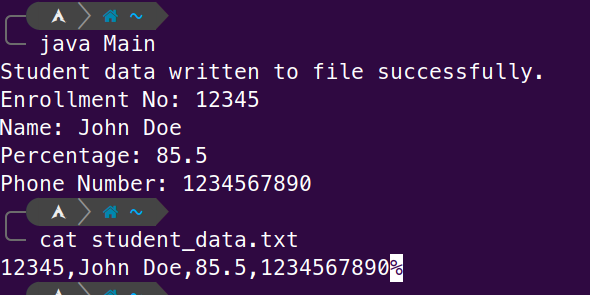 ~
java Main
Student data written to file successfully.
Enrollment No: 12345
Name: John Doe
Percentage: 85.5
Phone Number: 1234567890
~
cat student_data.txt
12345,John Doe,85.5,1234567890%